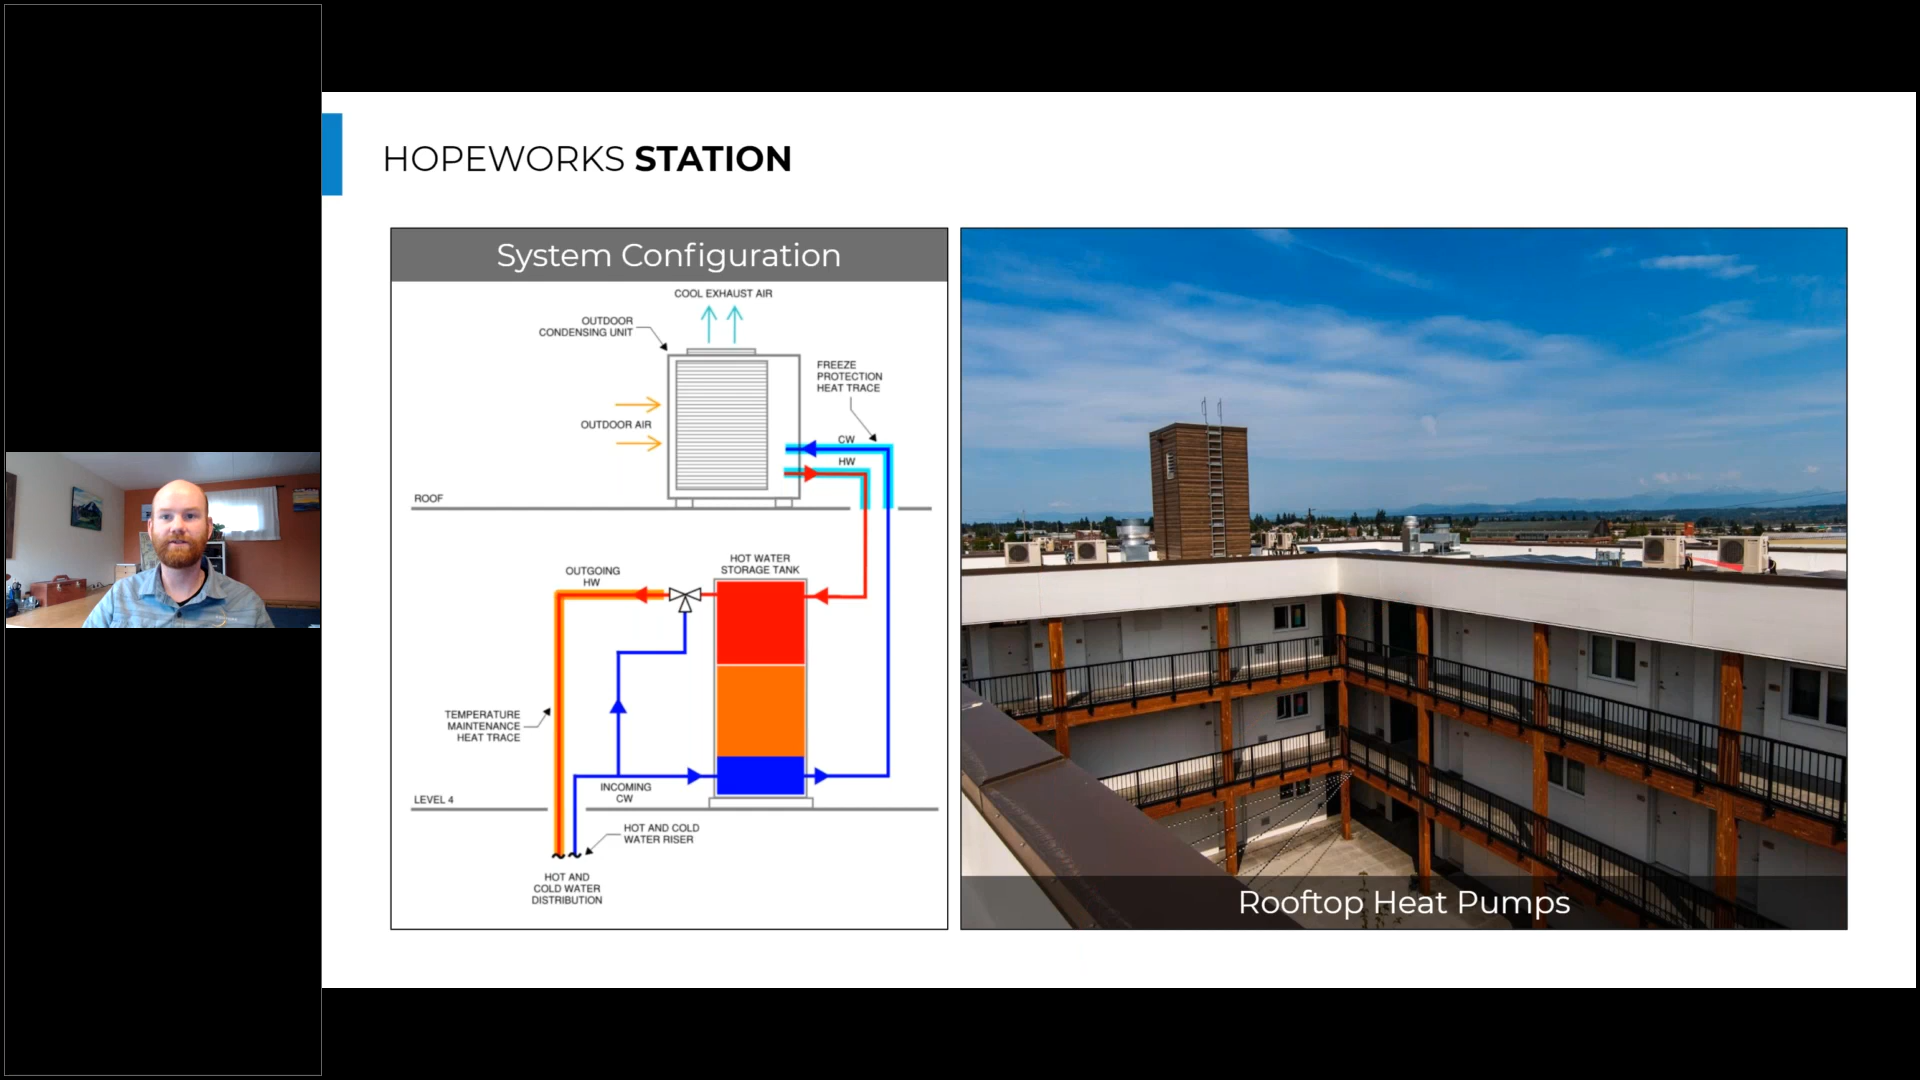 HOPEWORKS STATION
System Configuration
COOL EXHAUST AIR
OUTDOOR
CONDENSING UNIT
FREEZE
PROTECTION
HEAT TRACE
OUTDOOR AIR
CW
HW
ROOF
HOT WATER
STORAGE TANK
OUTGOING
HW
TEMPERATURE
MAINTENANCE
HEAT TRACE
INCOMING
CW
LEVEL 4
HOT AND COLD
WATER RISER
HOT AND
COLD WATER
DISTRIBUTION
Rooftop Heat Pumps